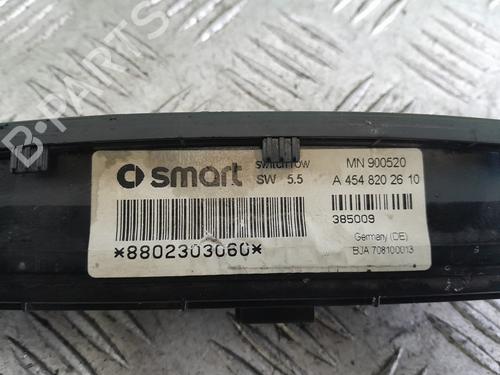 B-PARTS
smart
switch row
SW 5.5
*8802303060*
MN 900520
A 454 820 26 10
385009
Germany (DE)
BJA 708100013